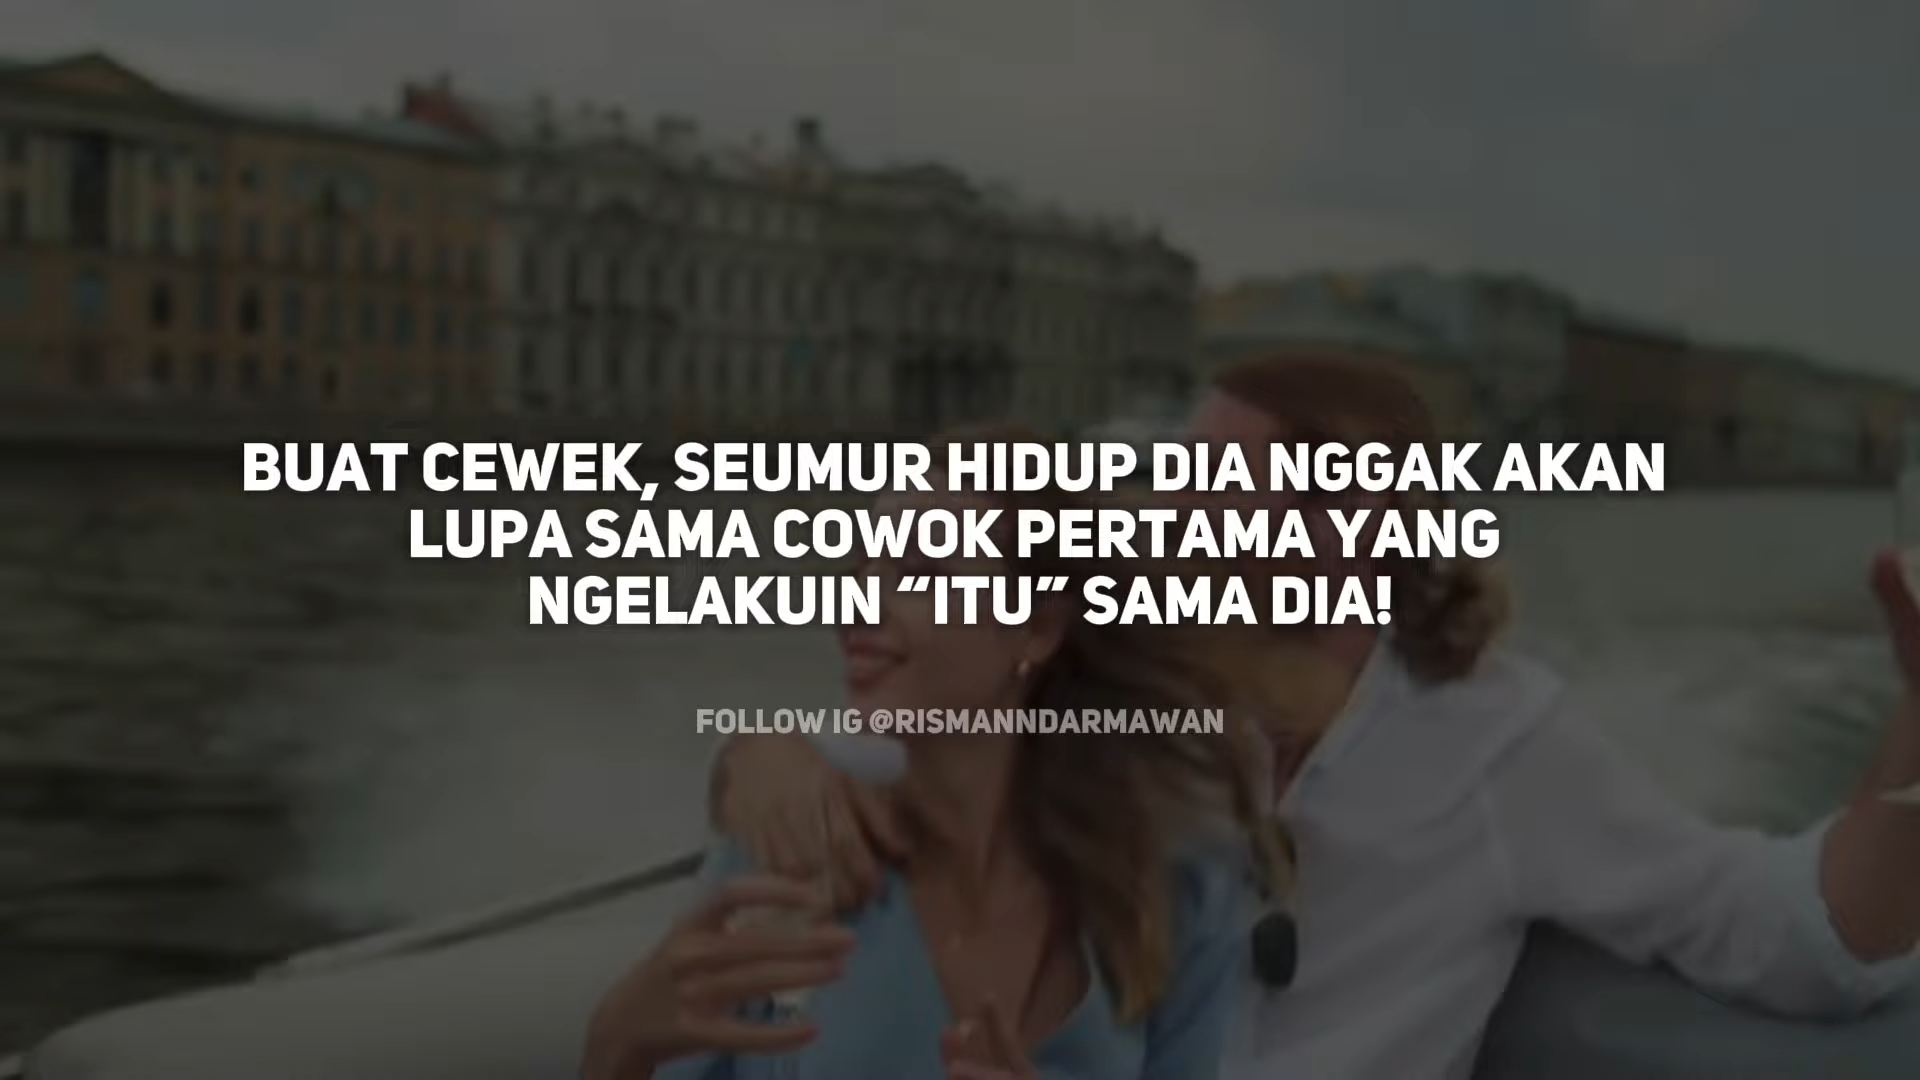 BUAT CEWEK, SEUMUR HIDUP DIA NGGAK AKAN
LUPA SAMA COWOK PERTAMA YANG
NGELAKUIN “ITU” SAMA DIA!
FOLLOW IG @RISMANNDARMAWAN